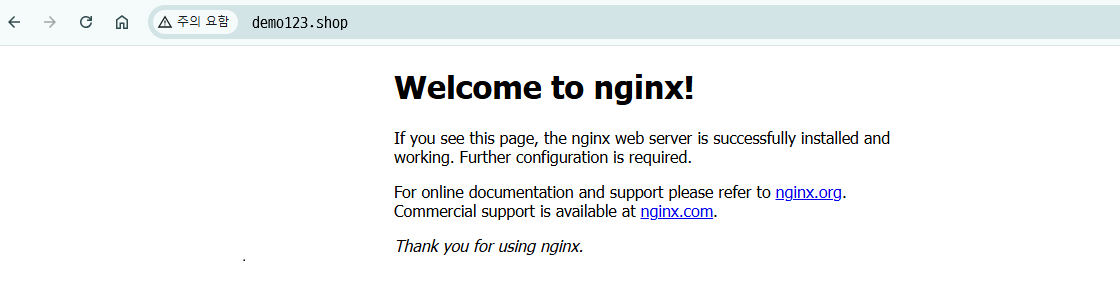 주의 요함 demo123.shop
Welcome to nginx!
If you see this page, the nginx web server is successfully installed and
working. Further configuration is required.
For online documentation and support please refer to nginx.org.
Commercial support is available at nginx.com.
Thank you for using nginx.